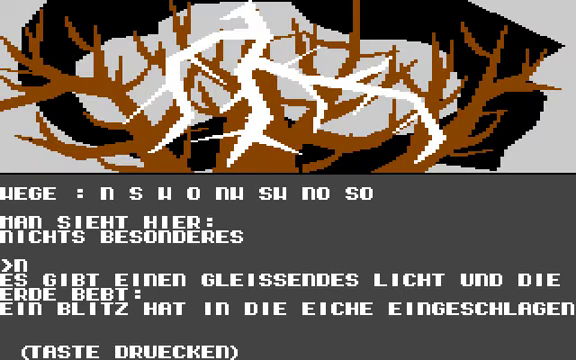 WEGE : N S W O NW SW NO SO
MAN SIEHT HIER:
NICHTS BESONDERES
>N
ES GIBT EINEN GLEISSENDES LICHT UND DIE
ERDE BEBT:
EIN BLITZ HAT IN DIE EICHE EINGESCHLAGEN
(TASTE DRUECKEN)